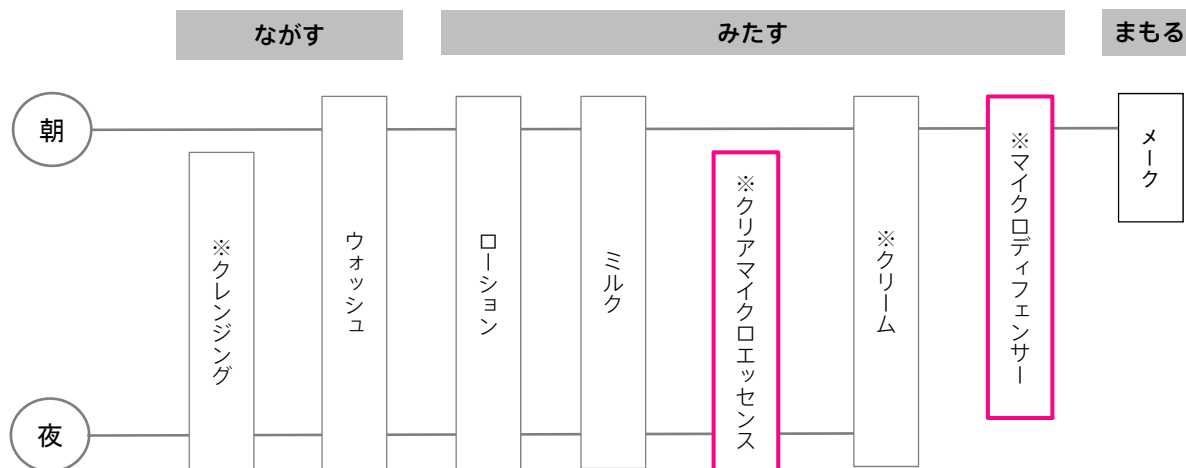 ながす
みたす
まもる
朝
夜
※クレンジング
ウォッシュ
ローション
ミルク
※クリアマイクロエッセンス
※クリーム
※マイクロディフェンサー
メーク